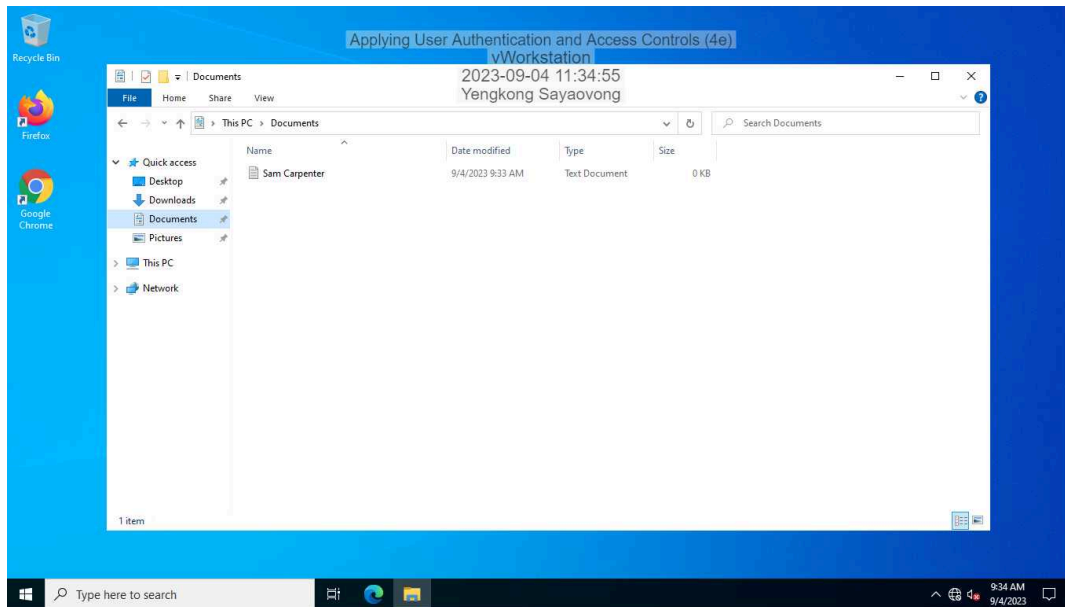 Recycle Bin
Applying User Authentication and Access Controls (4e)
vWorkstation
2023-09-04 11:34:55
Yengkong Sayaovong
Documents
File Home Share View
This PC > Documents
Search Documents
Firefox
Name Date modified Type Size
Quick access
Sam Carpenter 9/4/2023 9:33 AM Text Document 0 KB
Desktop
Downloads
Google
Chrome
Documents
Pictures
This PC
Network
1 item
Type here to search
9:34 AM
9/4/2023